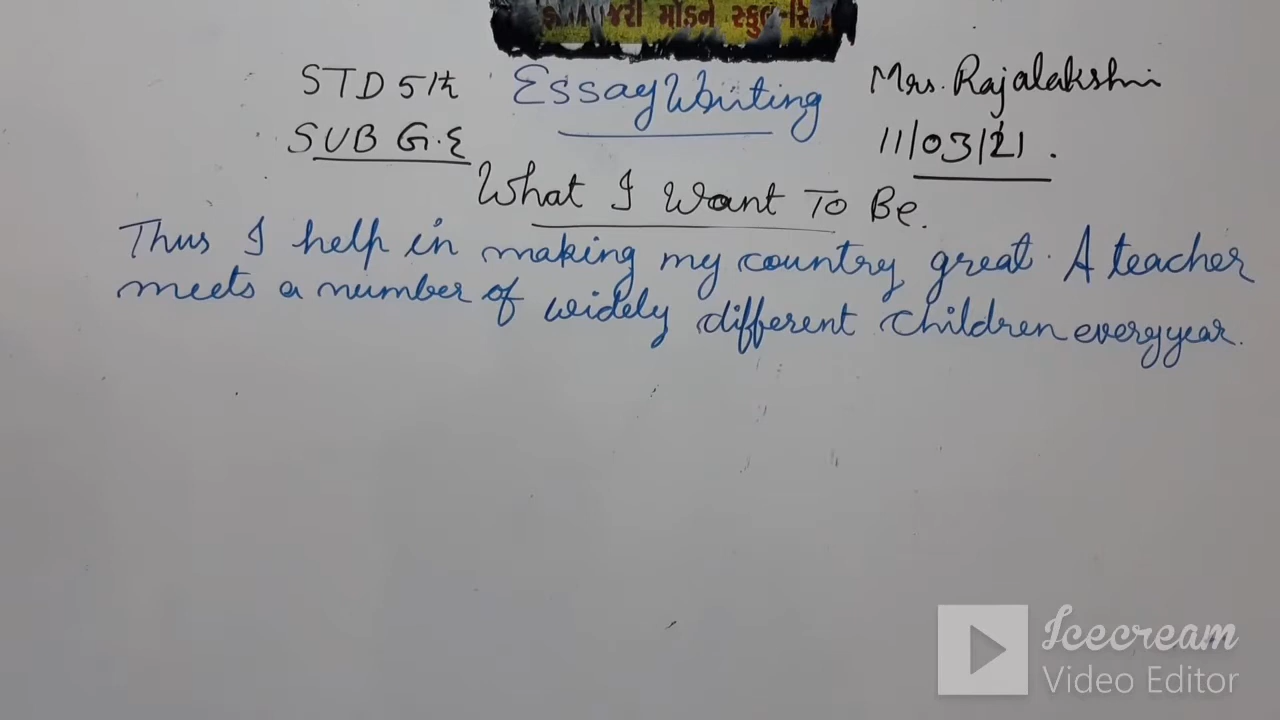 મોડર્ન સ્કુલ
STD 5th Essay Writing Mrs. Rajalakshmi
SUB G.E 11/03/21.
What I Want To Be.
Thus I help in making my country great. A teacher
meets a number of widely different children every year.
Icecream
Video Editor